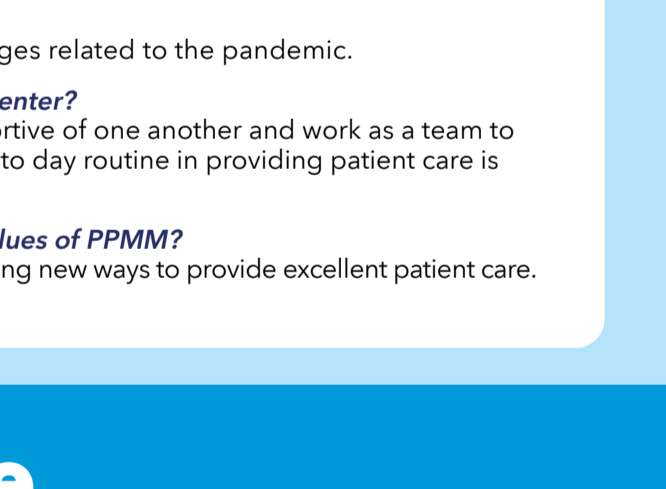 ges related to the pandemic.
enter?
rtive of one another and work as a team to
to day routine in providing patient care is
lues of PPMM?
ng new ways to provide excellent patient care.